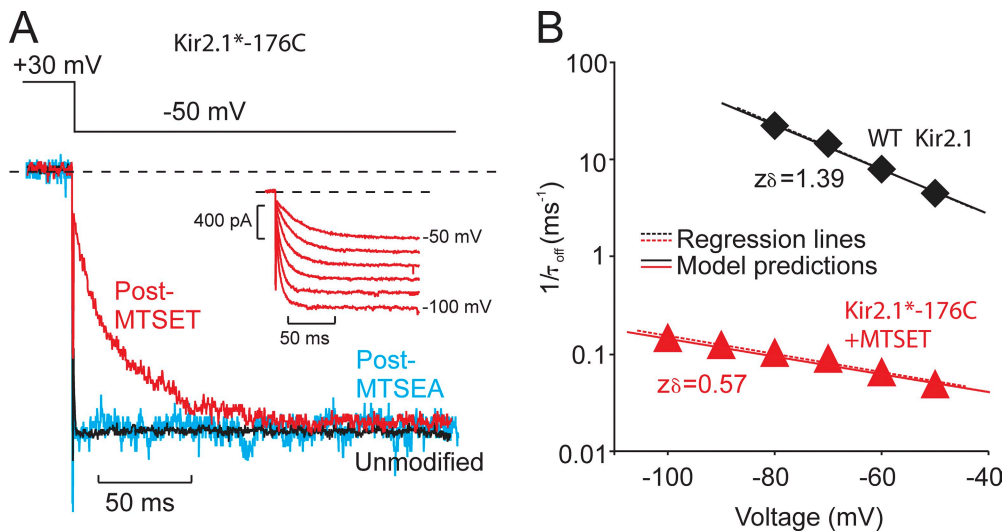 A
Kir2.1*-176C
+30 mV
-50 mV
400 pA
-50 mV
-100 mV
50 ms
Post-
MTSET
Post-
MTSEA
Unmodified
50 ms
B
100
10
1
0.1
0.01
1/τoff (ms-1)
WT Kir2.1
zδ=1.39
Regression lines
Model predictions
Kir2.1*-176C
+MTSET
zδ=0.57
-100
-80
-60
-40
Voltage (mV)